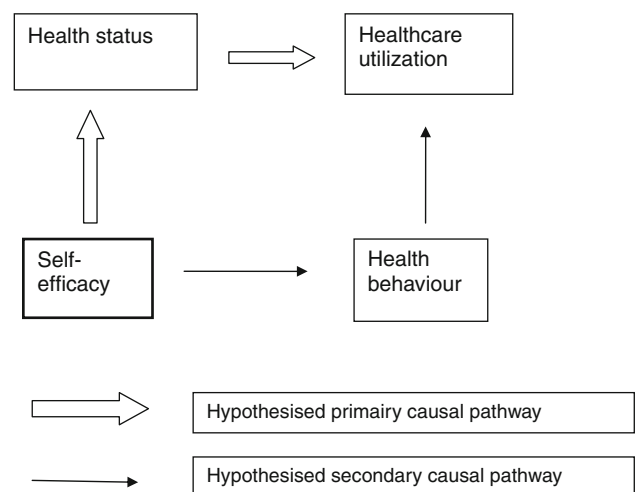 Health status
Healthcare
utilization
Self-
efficacy
Health
behaviour
Hypothesised primairy causal pathway
Hypothesised secondary causal pathway